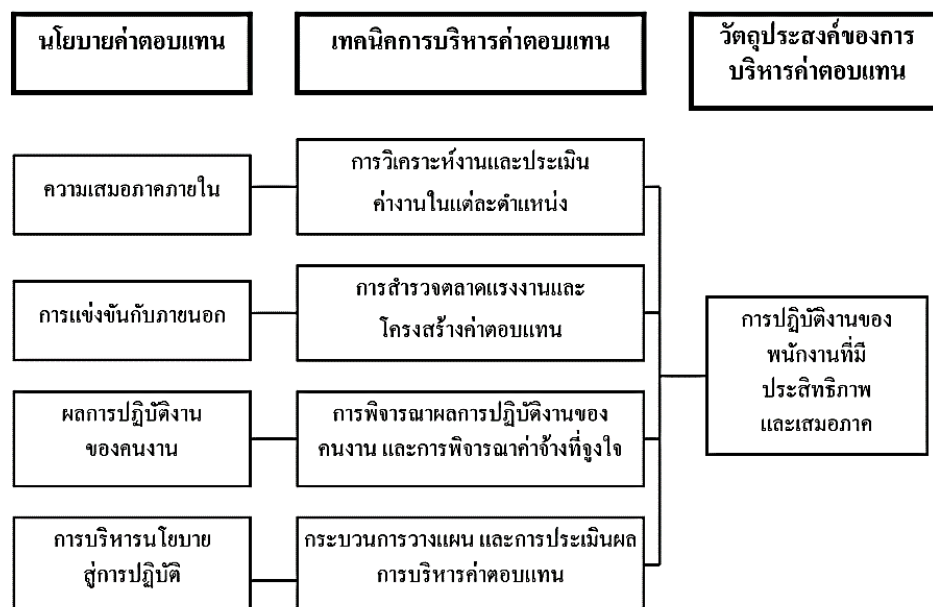 นโยบายค่าตอบแทน
เทคนิคการบริหารค่าตอบแทน
วัตถุประสงค์ของการ
บริหารค่าตอบแทน
ความเสมอภาคภายใน
การวิเคราะห์งานและประเมิน
ค่างานในแต่ละตำแหน่ง
การแข่งขันกับภายนอก
การสำรวจตลาดแรงงานและ
โครงสร้างค่าตอบแทน
ผลการปฏิบัติงาน
ของคนงาน
การพิจารณาผลการปฏิบัติงานของ
คนงาน และการพิจารณาค่าจ้างที่จูงใจ
การบริหารนโยบาย
สู่การปฏิบัติ
กระบวนการวางแผน และการประเมินผล
การบริหารค่าตอบแทน
การปฏิบัติงานของ
พนักงานที่มี
ประสิทธิภาพ
และเสมอภาค